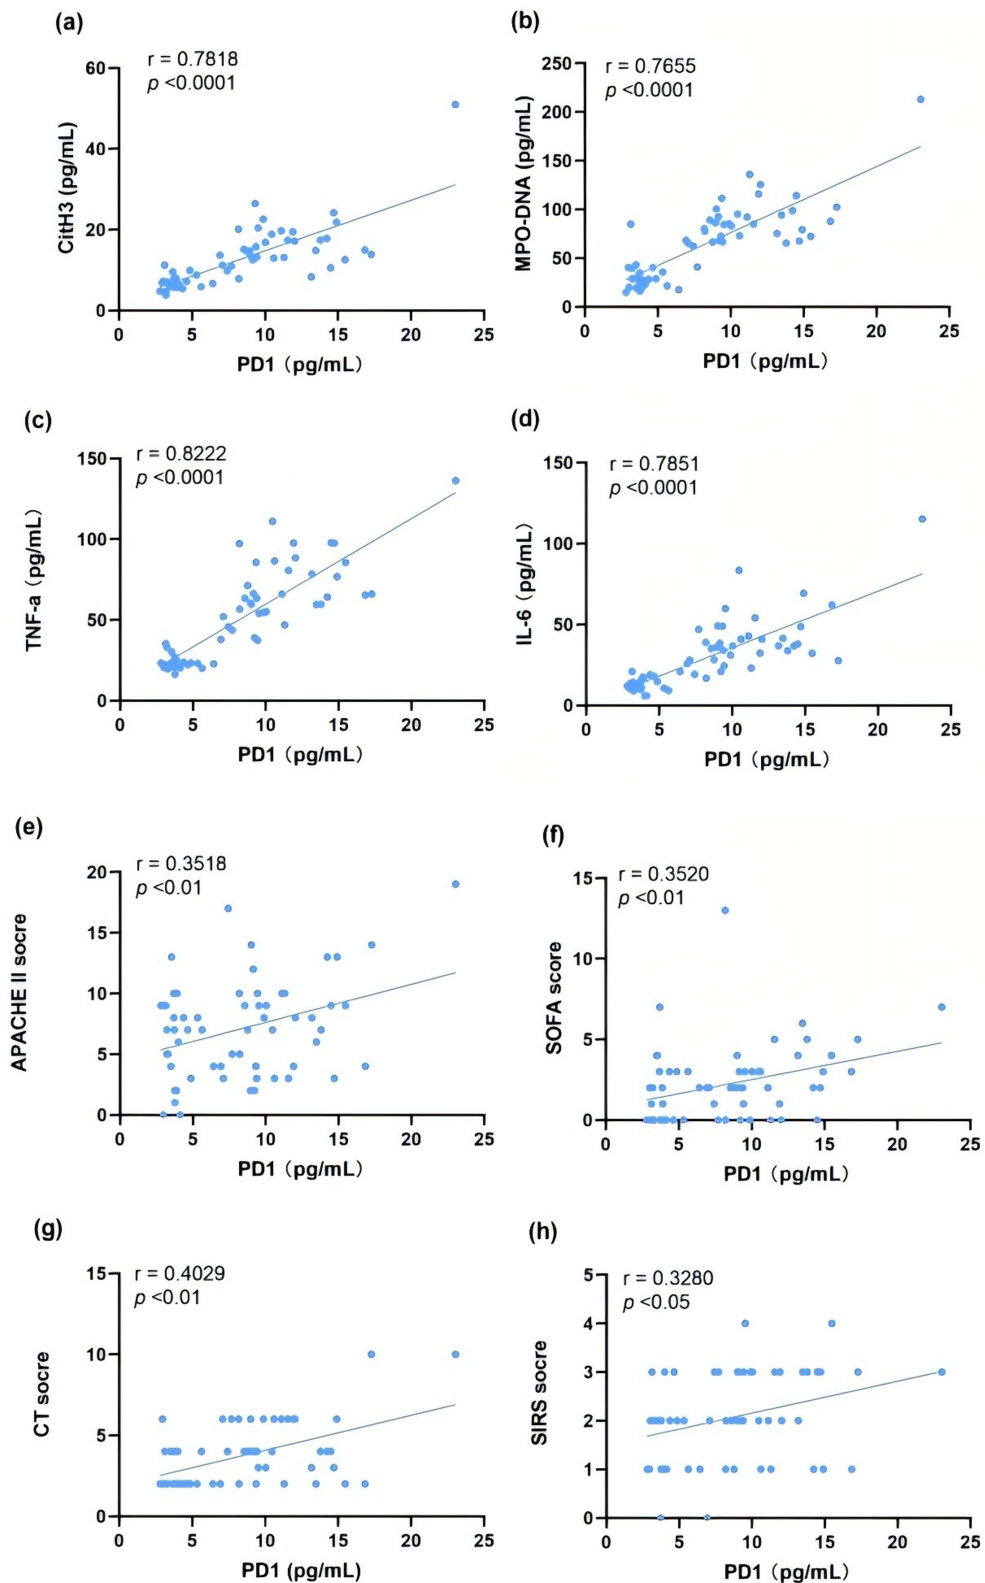 (a)
r = 0.7818
p <0.0001
CitH3 (pg/mL)
60
40
20
0
0 5 10 15 20 25
PD1（pg/mL）
(b)
r = 0.7655
p <0.0001
MPO-DNA (pg/mL)
250
200
150
100
50
0
0 5 10 15 20 25
PD1（pg/mL）
(c)
r = 0.8222
p <0.0001
TNF-a（pg/mL）
150
100
50
0
0 5 10 15 20 25
PD1（pg/mL）
(d)
r = 0.7851
p <0.0001
IL-6（pg/mL）
150
100
50
0
0 5 10 15 20 25
PD1（pg/mL）
(e)
r = 0.3518
p <0.01
APACHE II socre
20
15
10
5
0
0 5 10 15 20 25
PD1（pg/mL）
(f)
r = 0.3520
p <0.01
SOFA score
15
10
5
0
0 5 10 15 20 25
PD1（pg/mL）
(g)
r = 0.4029
p <0.01
CT socre
15
10
5
0
0 5 10 15 20 25
PD1 (pg/mL)
(h)
r = 0.3280
p <0.05
SIRS socre
5
4
3
2
1
0
0 5 10 15 20 25
PD1（pg/mL）